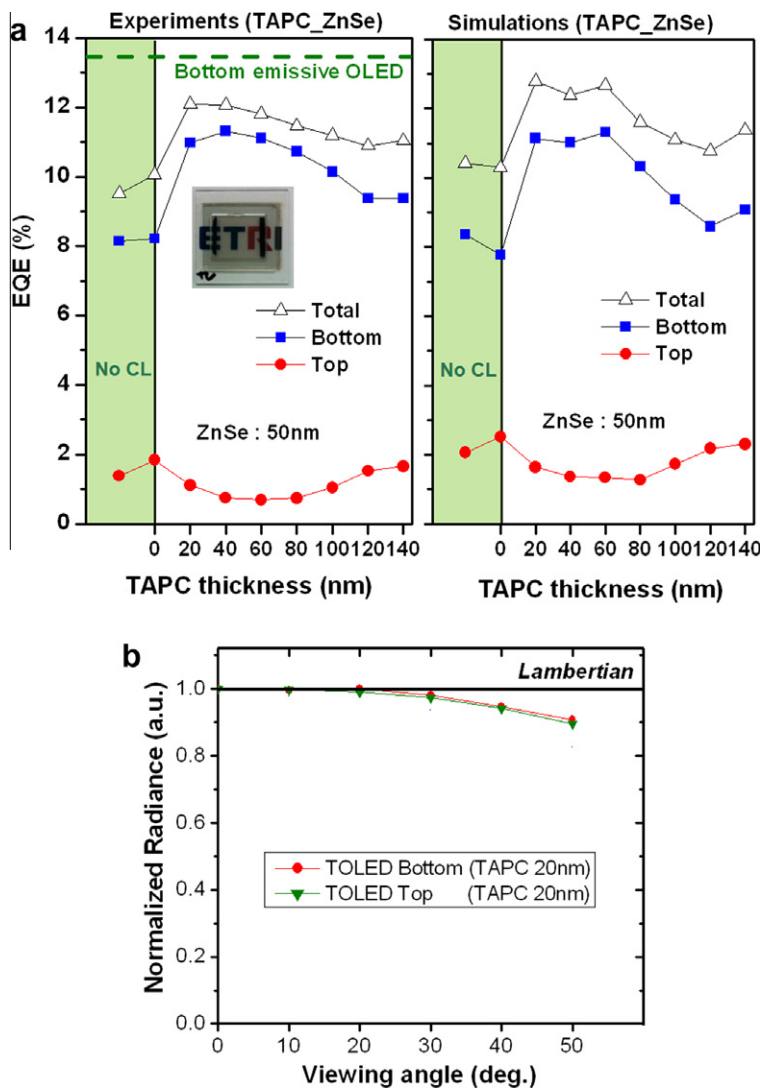 a
Experiments (TAPC_ZnSe)
Simulations (TAPC_ZnSe)
14
12
10
8
6
4
2
0
EQE (%)
Bottom emissive OLED
ETRI
Total
Bottom
Top
No CL
ZnSe : 50nm
0 20 40 60 80 100 120 140
TAPC thickness (nm)
Total
Bottom
Top
No CL
ZnSe : 50nm
0 20 40 60 80 100 120 140
TAPC thickness (nm)
b
Lambertian
1.0
0.8
0.6
0.4
0.2
0.0
Normalized Radiance (a.u.)
TOLED Bottom (TAPC 20nm)
TOLED Top (TAPC 20nm)
0 10 20 30 40 50
Viewing angle (deg.)